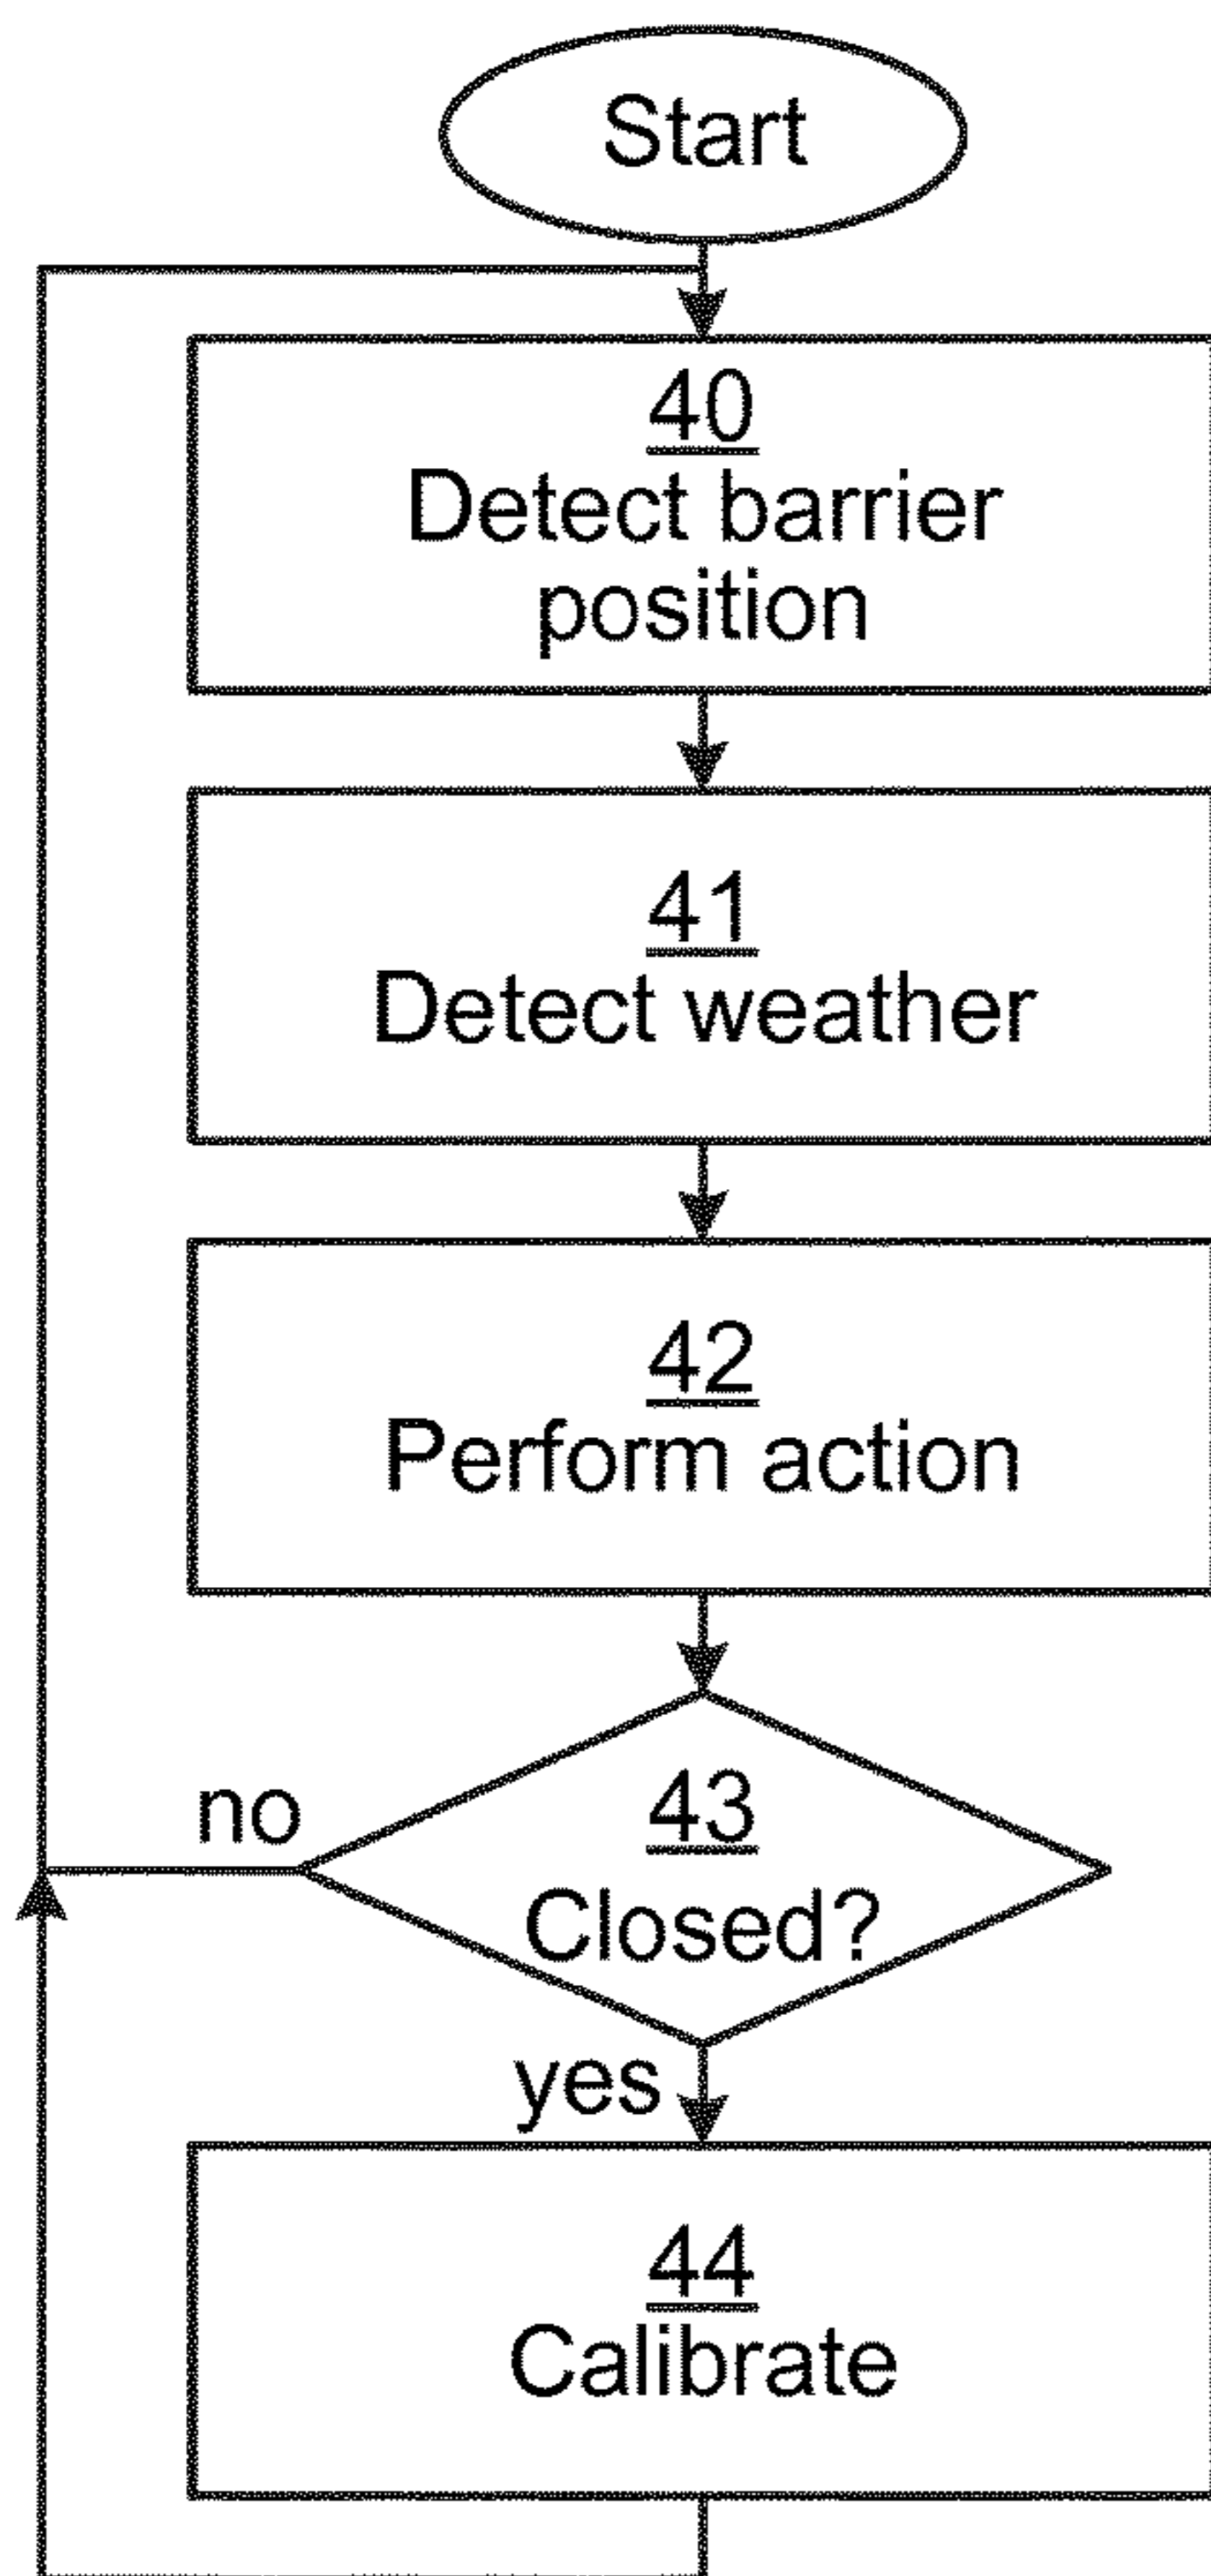 Start
40
Detect barrier
position
41
Detect weather
42
Perform action
43
no
Closed?
yes
44
Calibrate